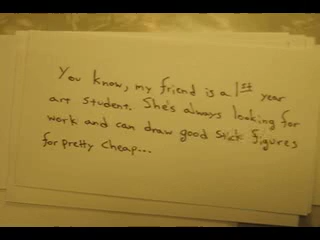 You know, my friend is a 1st year
art student. She's always looking for
work and can draw good stick figures
for pretty cheap...